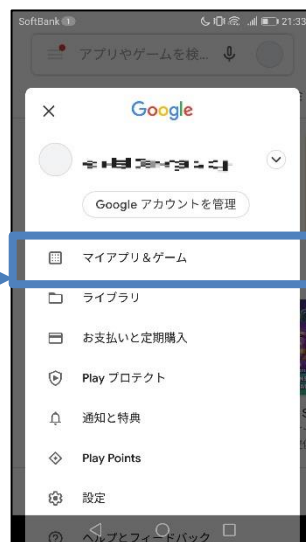 SoftBank 1 21:33
アプリやゲームを検...
Google
Google アカウントを管理
マイアプリ&ゲーム
ライブラリ
お支払いと定期購入
Play プロテクト
通知と特典
Play Points
設定
ヘルプとフィードバック